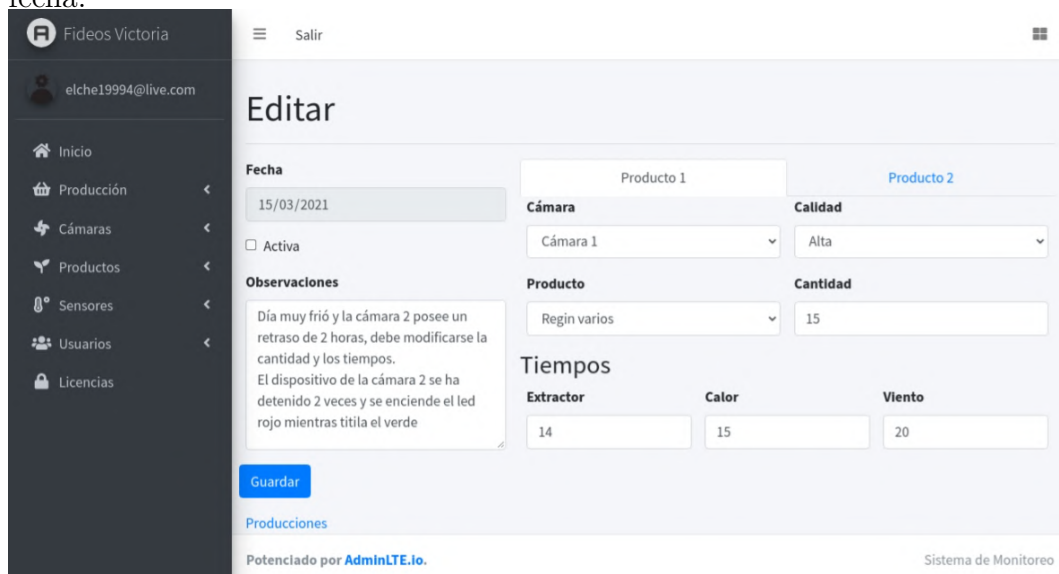 fecha.
Fideos Victoria
Salir
elche19994@live.com
Inicio
Producción
Cámaras
Productos
Sensores
Usuarios
Licencias
Editar
Fecha
15/03/2021
Activa
Observaciones
Día muy frió y la cámara 2 posee un
retraso de 2 horas, debe modificarse la
cantidad y los tiempos.
El dispositivo de la cámara 2 se ha
detenido 2 veces y se enciende el led
rojo mientras titila el verde
Producto 1
Producto 2
Cámara
Calidad
Cámara 1
Alta
Producto
Cantidad
Regin varios
15
Tiempos
Extractor
Calor
Viento
14
15
20
Guardar
Producciones
Potenciado por AdminLTE.io.
Sistema de Monitoreo